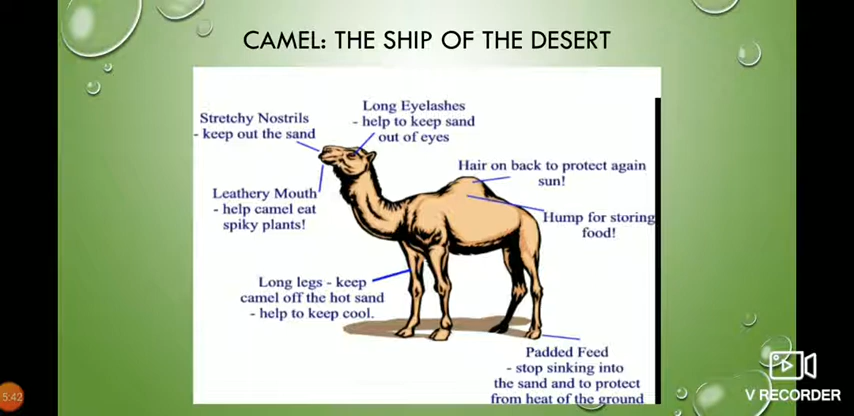 CAMEL: THE SHIP OF THE DESERT
Long Eyelashes
- help to keep sand
out of eyes
Stretchy Nostrils
- keep out the sand
Hair on back to protect again
sun!
Leathery Mouth
- help camel eat
spiky plants!
Hump for storing
food!
Long legs - keep
camel off the hot sand
- help to keep cool.
Padded Feed
- stop sinking into
the sand and to protect
from heat of the ground
5:42
V RECORDER